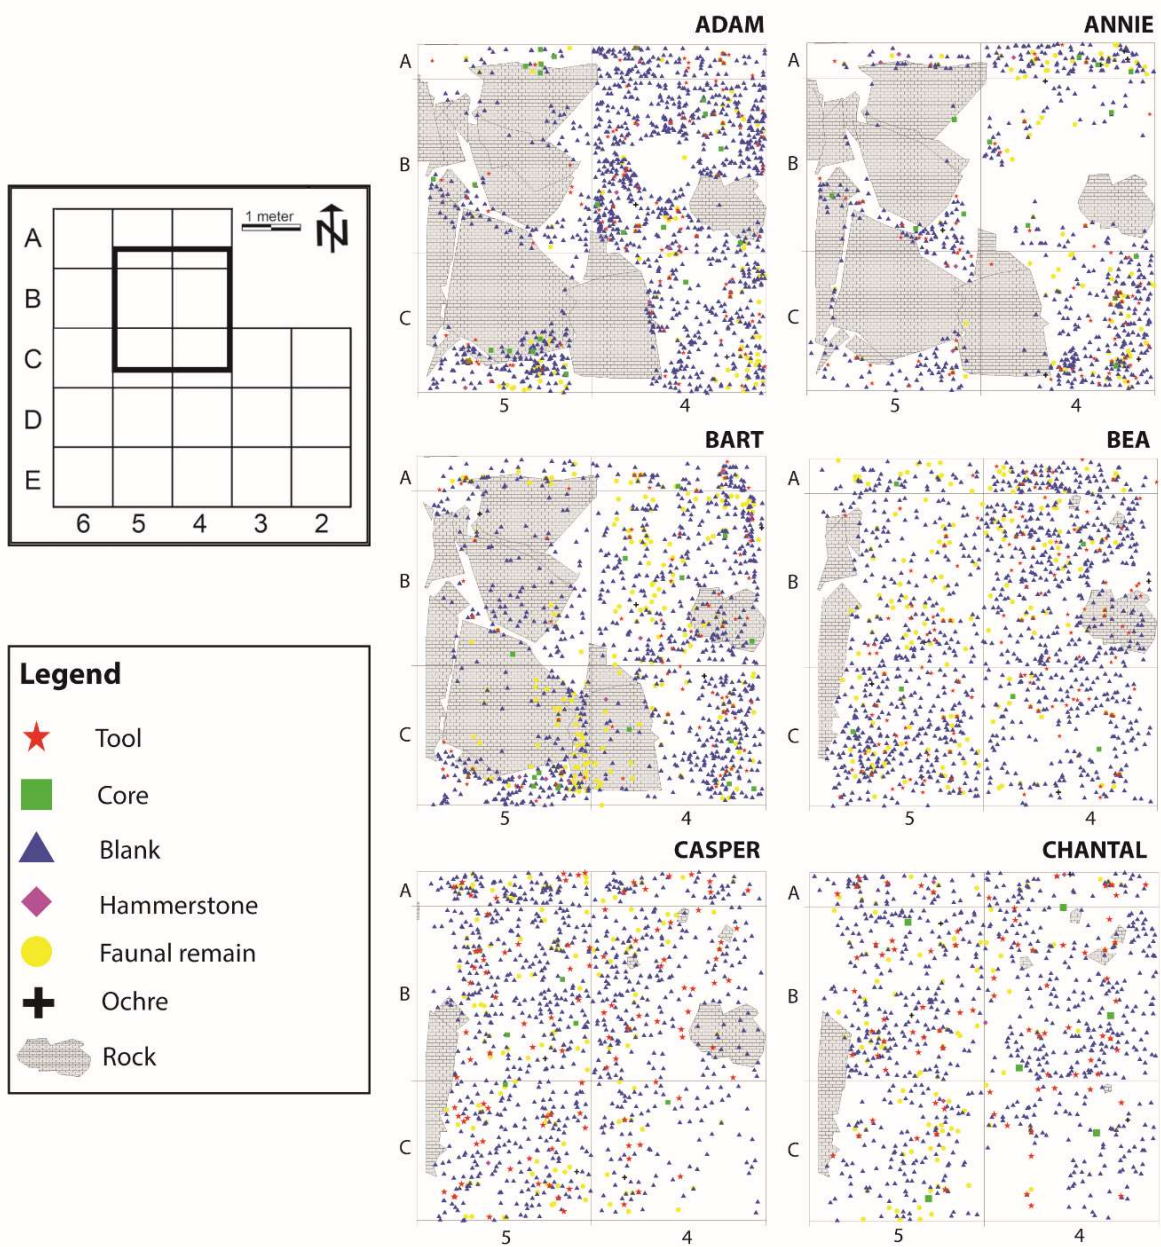 A
B
C
D
E
6 5 4 3 2
1 meter
N
Legend
Tool
Core
Blank
Hammerstone
Faunal remain
Ochre
Rock
ADAM
A
B
C
5 4
ANNIE
A
B
C
5 4
BART
A
B
C
5 4
BEA
A
B
C
5 4
CASPER
A
B
C
5 4
CHANTAL
A
B
C
5 4